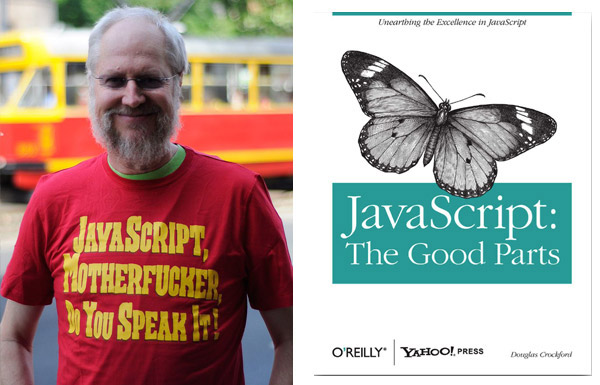 JAVASCRIPT,
MOTHERFUCKER,
DO YOU SPEAK IT!
Unearthing the Excellence in JavaScript
JavaScript:
The Good Parts
O'REILLY® YAHOO! PRESS
Douglas Crockford